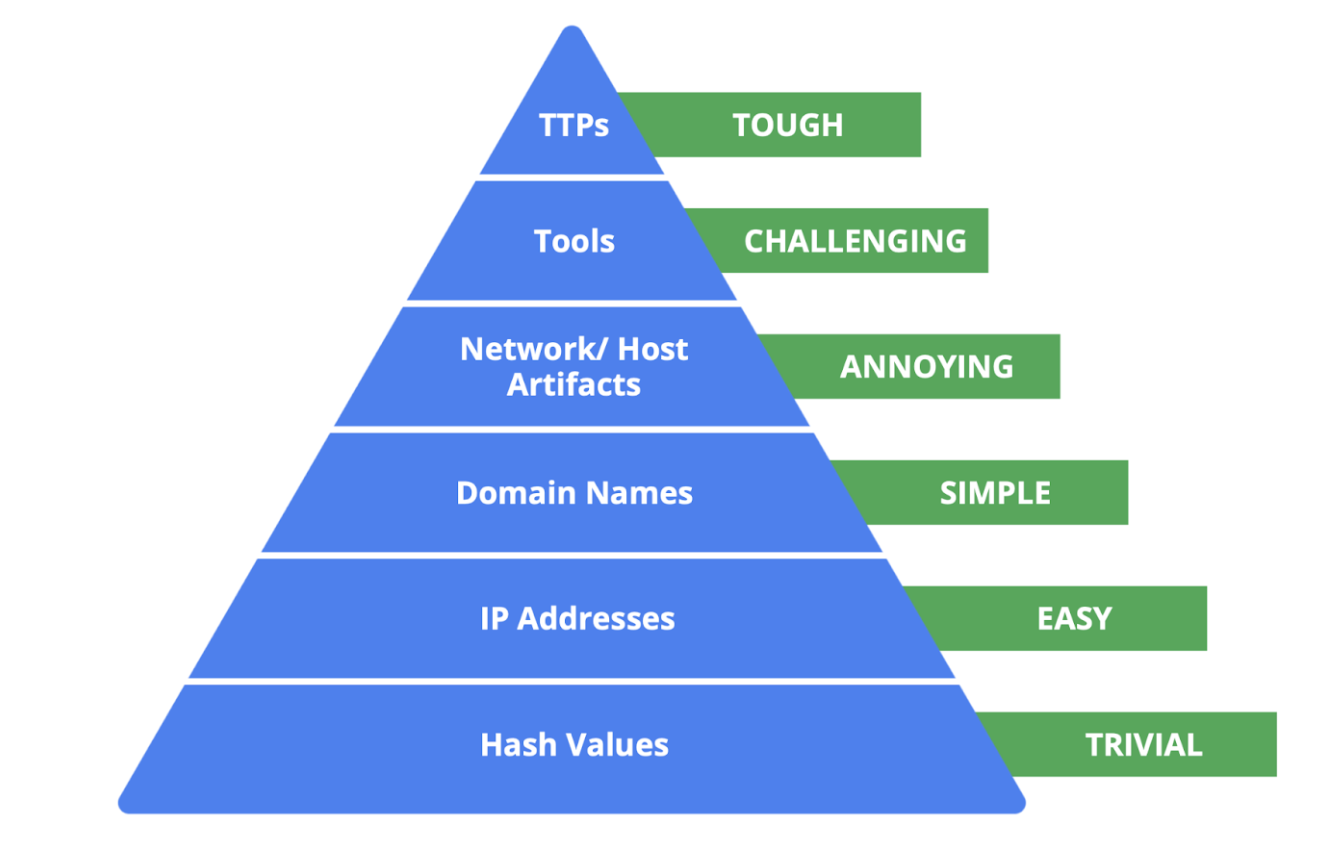 TTPs
TOUGH
Tools
CHALLENGING
Network/ Host
Artifacts
ANNOYING
Domain Names
SIMPLE
IP Addresses
EASY
Hash Values
TRIVIAL